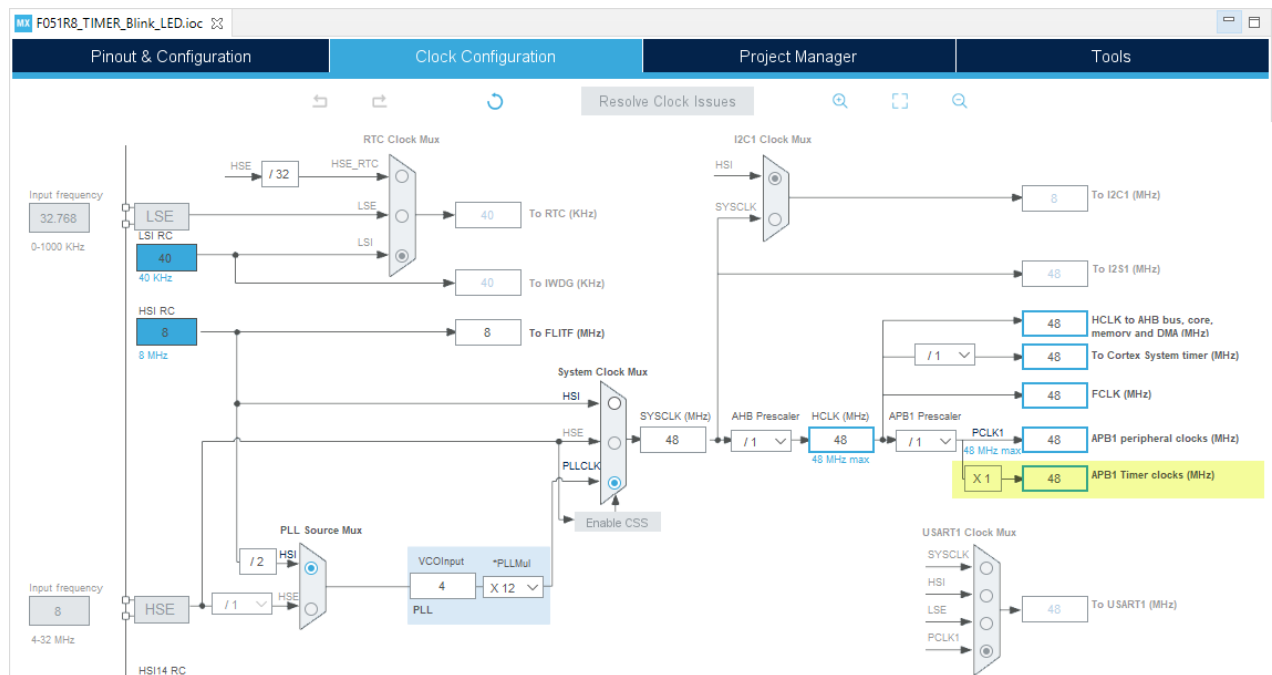 MX F051R8_TIMER_Blink_LED.ioc
Pinout & Configuration
Clock Configuration
Project Manager
Tools
Resolve Clock Issues
RTC Clock Mux
HSE
/ 32
HSE_RTC
Input frequency
32.768
0-1000 KHz
LSE
LSE
40
To RTC (KHz)
LSI RC
40
40 KHz
LSI
40
To IWDG (KHz)
HSI RC
8
8 MHz
8
To FLITF (MHz)
I2C1 Clock Mux
HSI
SYSCLK
8
To I2C1 (MHz)
48
To I2S1 (MHz)
System Clock Mux
HSI
HSE
PLLCLK
Enable CSS
SYSCLK (MHz)
48
AHB Prescaler
/ 1
HCLK (MHz)
48
48 MHz max
APB1 Prescaler
/ 1
48
HCLK to AHB bus, core,
memory and DMA (MHz)
/ 1
48
To Cortex System timer (MHz)
48
FCLK (MHz)
PCLK1
48 MHz max
48
APB1 peripheral clocks (MHz)
X 1
48
APB1 Timer clocks (MHz)
PLL Source Mux
/ 2
HSI
/ 1
HSE
VCOInput
4
*PLLMul
X 12
PLL
Input frequency
8
4-32 MHz
HSE
USART1 Clock Mux
SYSCLK
HSI
LSE
PCLK1
48
To USART1 (MHz)
HSI14 RC